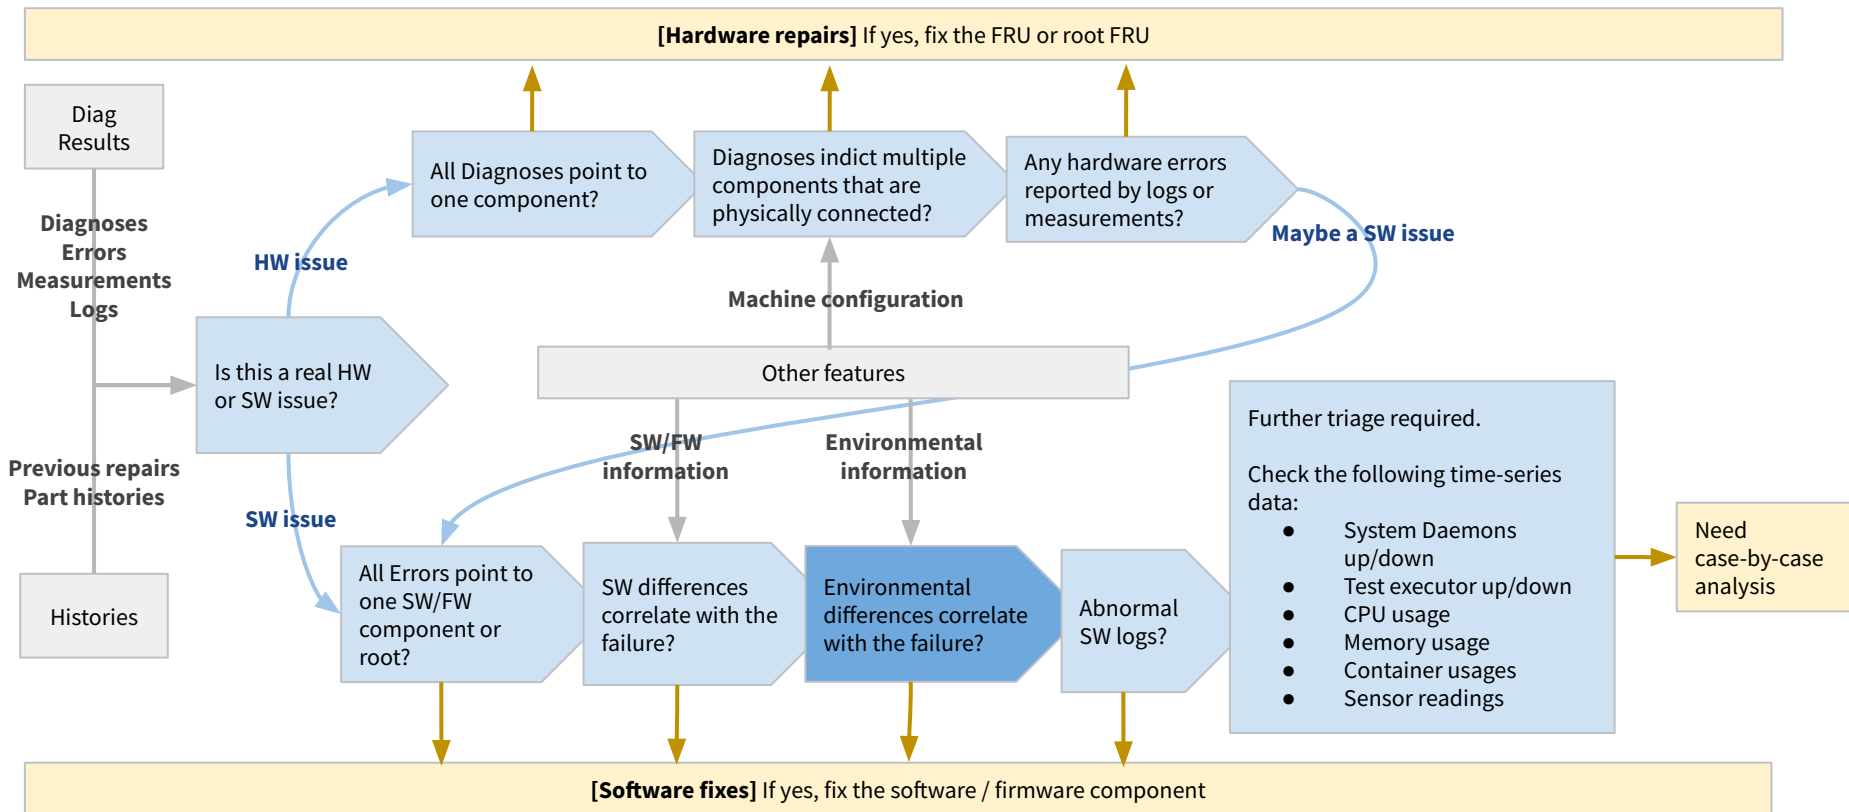 [Hardware repairs] If yes, fix the FRU or root FRU
Diag
Results
Diagnoses
Errors
Measurements
Logs
Previous repairs
Part histories
Histories
Is this a real HW
or SW issue?
HW issue
SW issue
All Diagnoses point to
one component?
Diagnoses indict multiple
components that are
physically connected?
Any hardware errors
reported by logs or
measurements?
Maybe a SW issue
Machine configuration
Other features
SW/FW
information
Environmental
information
All Errors point to
one SW/FW
component or
root?
SW differences
correlate with the
failure?
Environmental
differences correlate
with the failure?
Abnormal
SW logs?
Further triage required.
Check the following time-series
data:
● System Daemons
up/down
● Test executor up/down
● CPU usage
● Memory usage
● Container usages
● Sensor readings
Need
case-by-case
analysis
[Software fixes] If yes, fix the software / firmware component